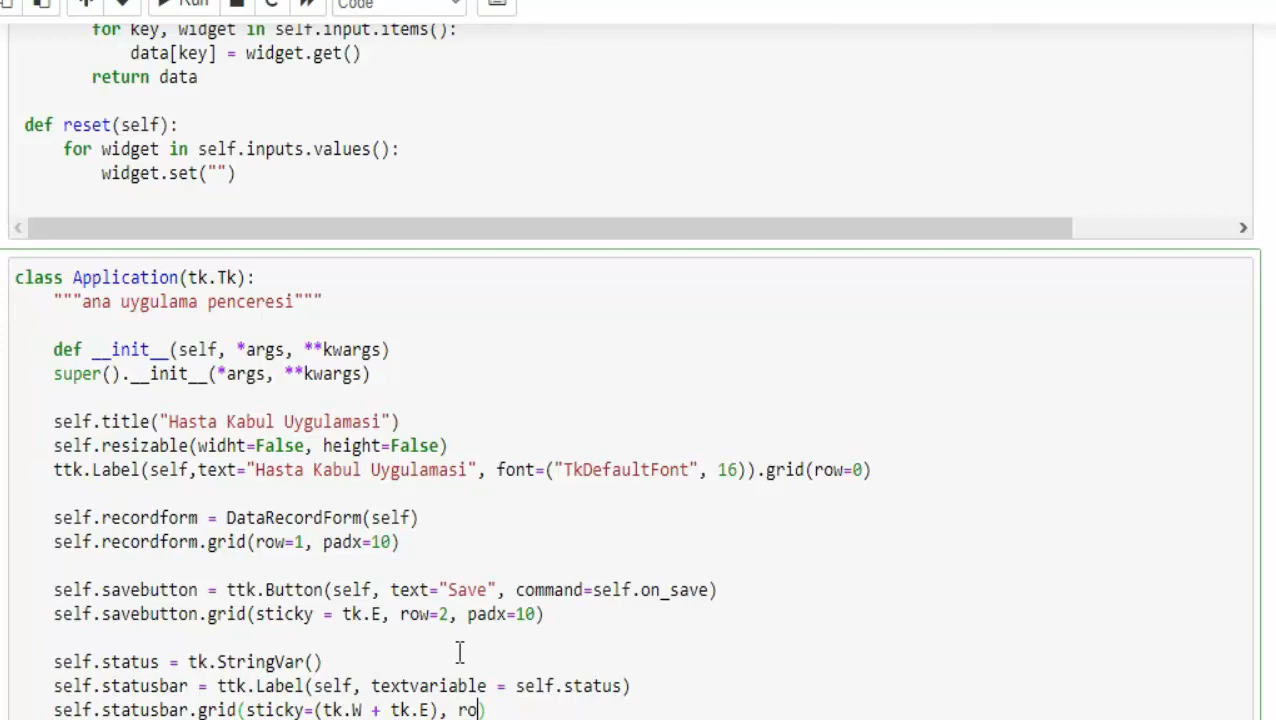 Run
Code
for key, widget in self.input.items():
data[key] = widget.get()
return data
def reset(self):
for widget in self.inputs.values():
widget.set("")
class Application(tk.Tk):
"""ana uygulama penceresi"""
def __init__(self, *args, **kwargs)
super().__init__(*args, **kwargs)
self.title("Hasta Kabul Uygulamasi")
self.resizable(widht=False, height=False)
ttk.Label(self,text="Hasta Kabul Uygulamasi", font=("TkDefaultFont", 16)).grid(row=0)
self.recordform = DataRecordForm(self)
self.recordform.grid(row=1, padx=10)
self.savebutton = ttk.Button(self, text="Save", command=self.on_save)
self.savebutton.grid(sticky = tk.E, row=2, padx=10)
self.status = tk.StringVar()
self.statusbar = ttk.Label(self, textvariable = self.status)
self.statusbar.grid(sticky=(tk.W + tk.E), ro)